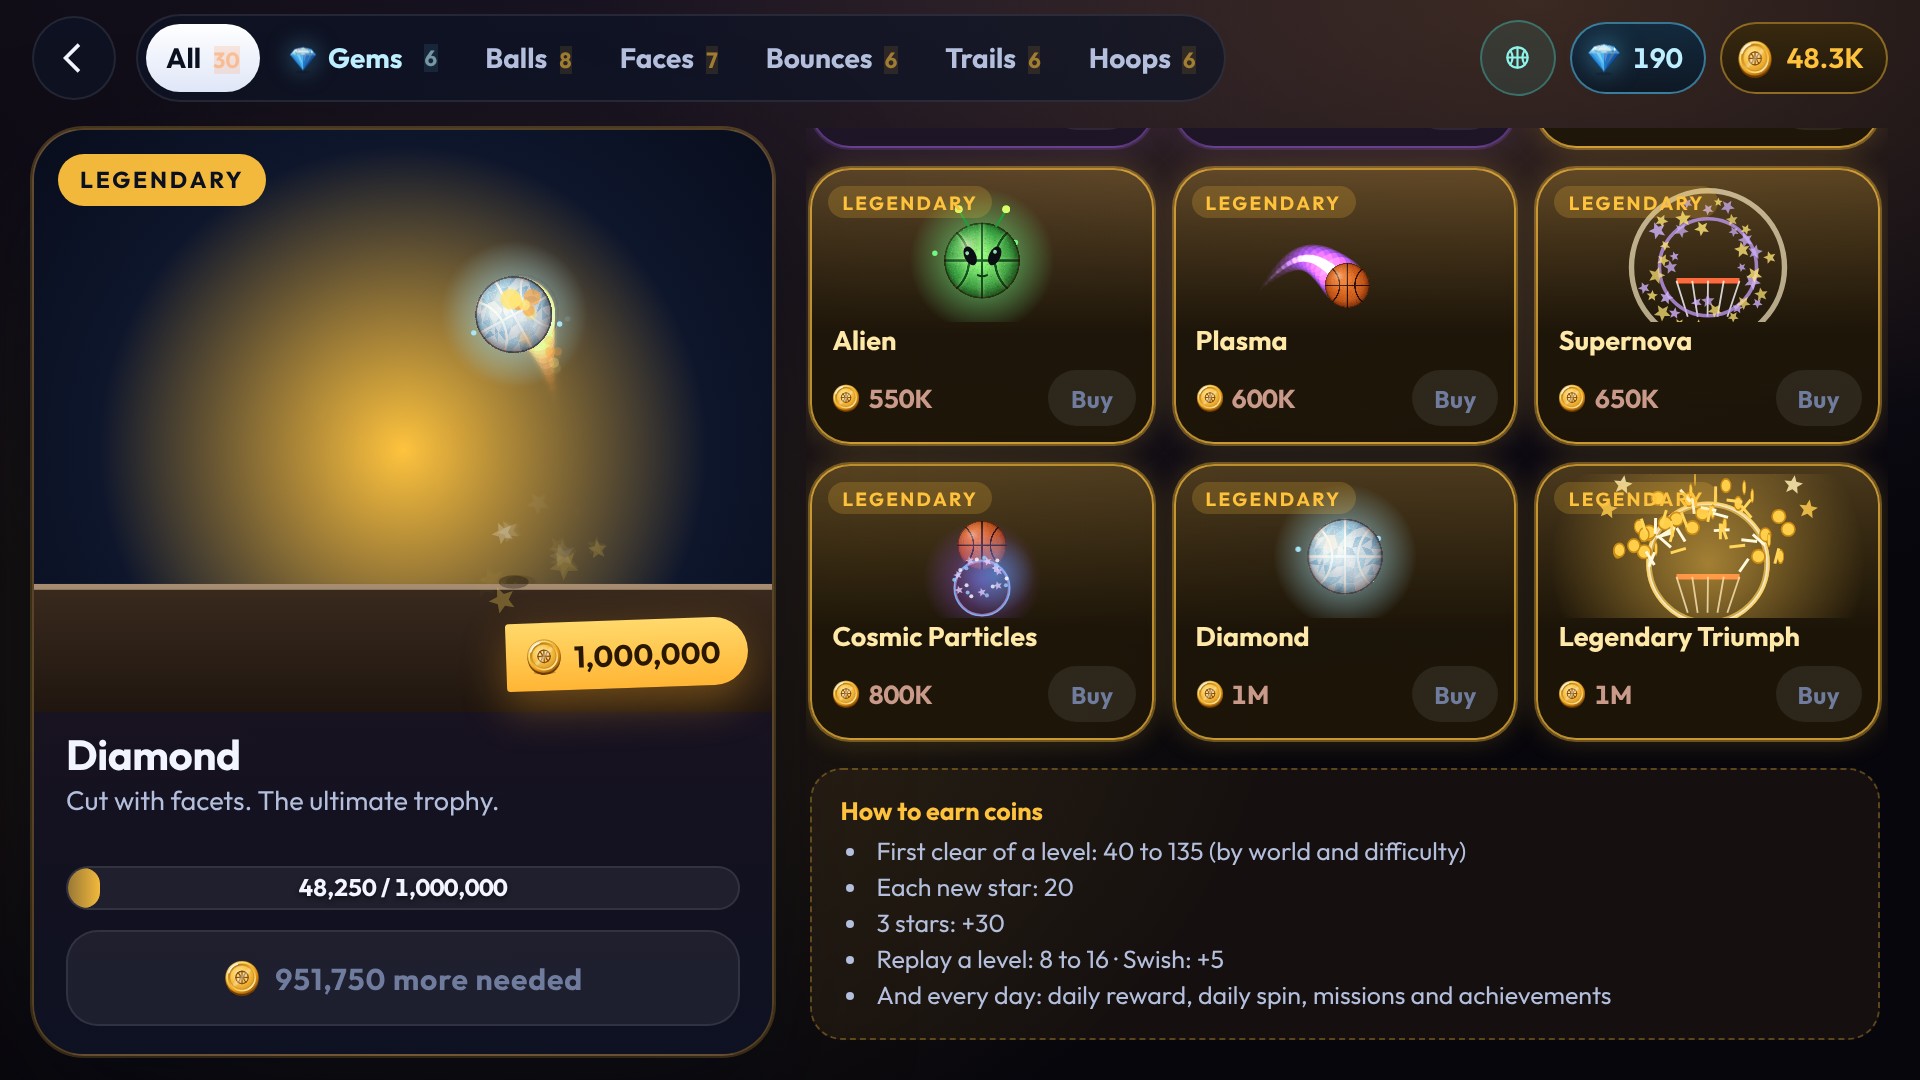 All 30
Gems 6
Balls 8
Faces 7
Bounces 6
Trails 6
Hoops 6
190
48.3K
LEGENDARY
1,000,000
Diamond
Cut with facets. The ultimate trophy.
48,250 / 1,000,000
951,750 more needed
LEGENDARY
Alien
550K
Buy
LEGENDARY
Plasma
600K
Buy
LEGENDARY
Supernova
650K
Buy
LEGENDARY
Cosmic Particles
800K
Buy
LEGENDARY
Diamond
1M
Buy
LEGENDARY
Legendary Triumph
1M
Buy
How to earn coins
• First clear of a level: 40 to 135 (by world and difficulty)
• Each new star: 20
• 3 stars: +30
• Replay a level: 8 to 16 · Swish: +5
• And every day: daily reward, daily spin, missions and achievements